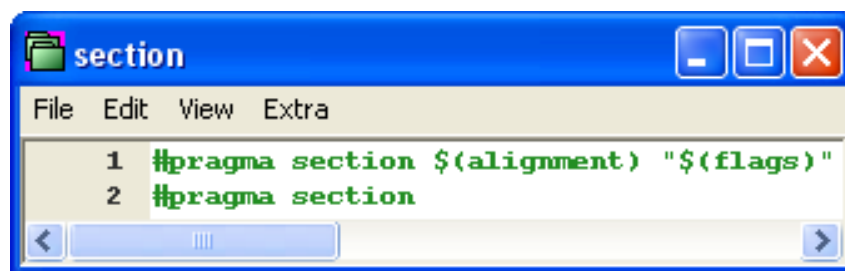 section
File Edit View Extra
1 #pragma section $(alignment) "$(flags)"
2 #pragma section